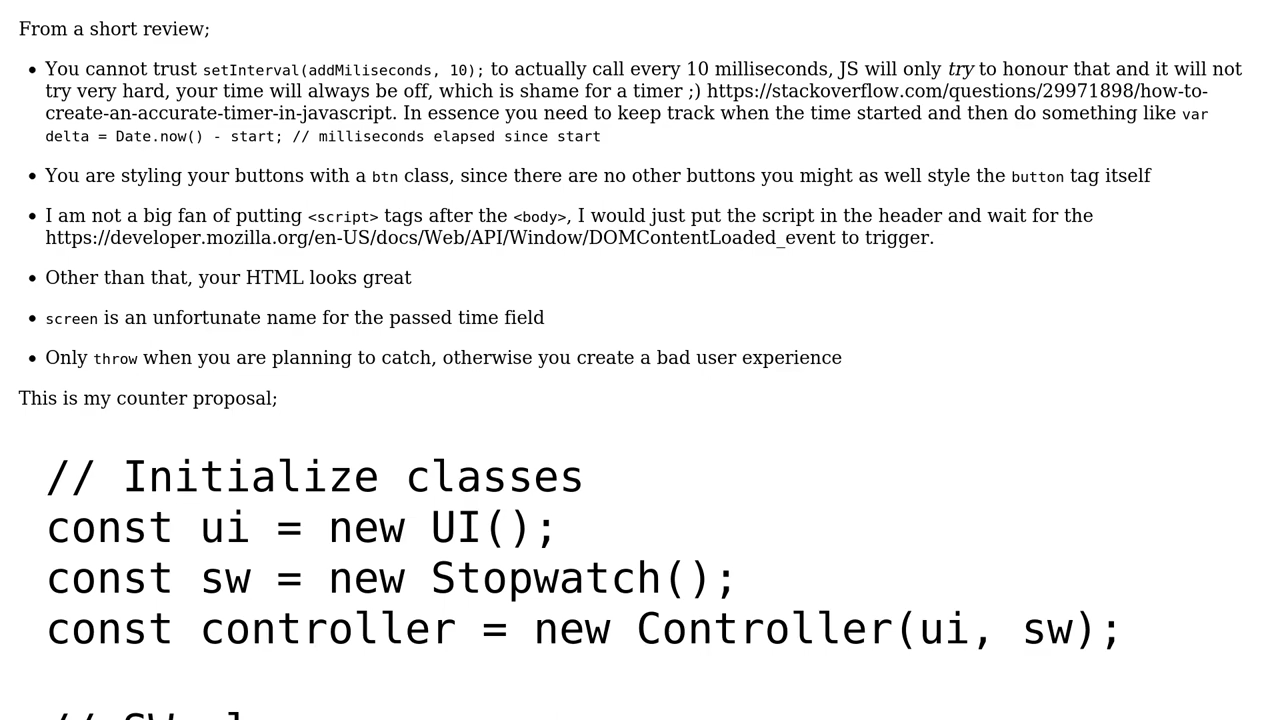 From a short review;
• You cannot trust setInterval(addMiliseconds, 10); to actually call every 10 milliseconds, JS will only try to honour that and it will not
try very hard, your time will always be off, which is shame for a timer ;) https://stackoverflow.com/questions/29971898/how-to-
create-an-accurate-timer-in-javascript. In essence you need to keep track when the time started and then do something like var
delta = Date.now() - start; // milliseconds elapsed since start
• You are styling your buttons with a btn class, since there are no other buttons you might as well style the button tag itself
• I am not a big fan of putting <script> tags after the <body>, I would just put the script in the header and wait for the
https://developer.mozilla.org/en-US/docs/Web/API/Window/DOMContentLoaded_event to trigger.
• Other than that, your HTML looks great
• screen is an unfortunate name for the passed time field
• Only throw when you are planning to catch, otherwise you create a bad user experience
This is my counter proposal;
// Initialize classes
const ui = new UI();
const sw = new Stopwatch();
const controller = new Controller(ui, sw);